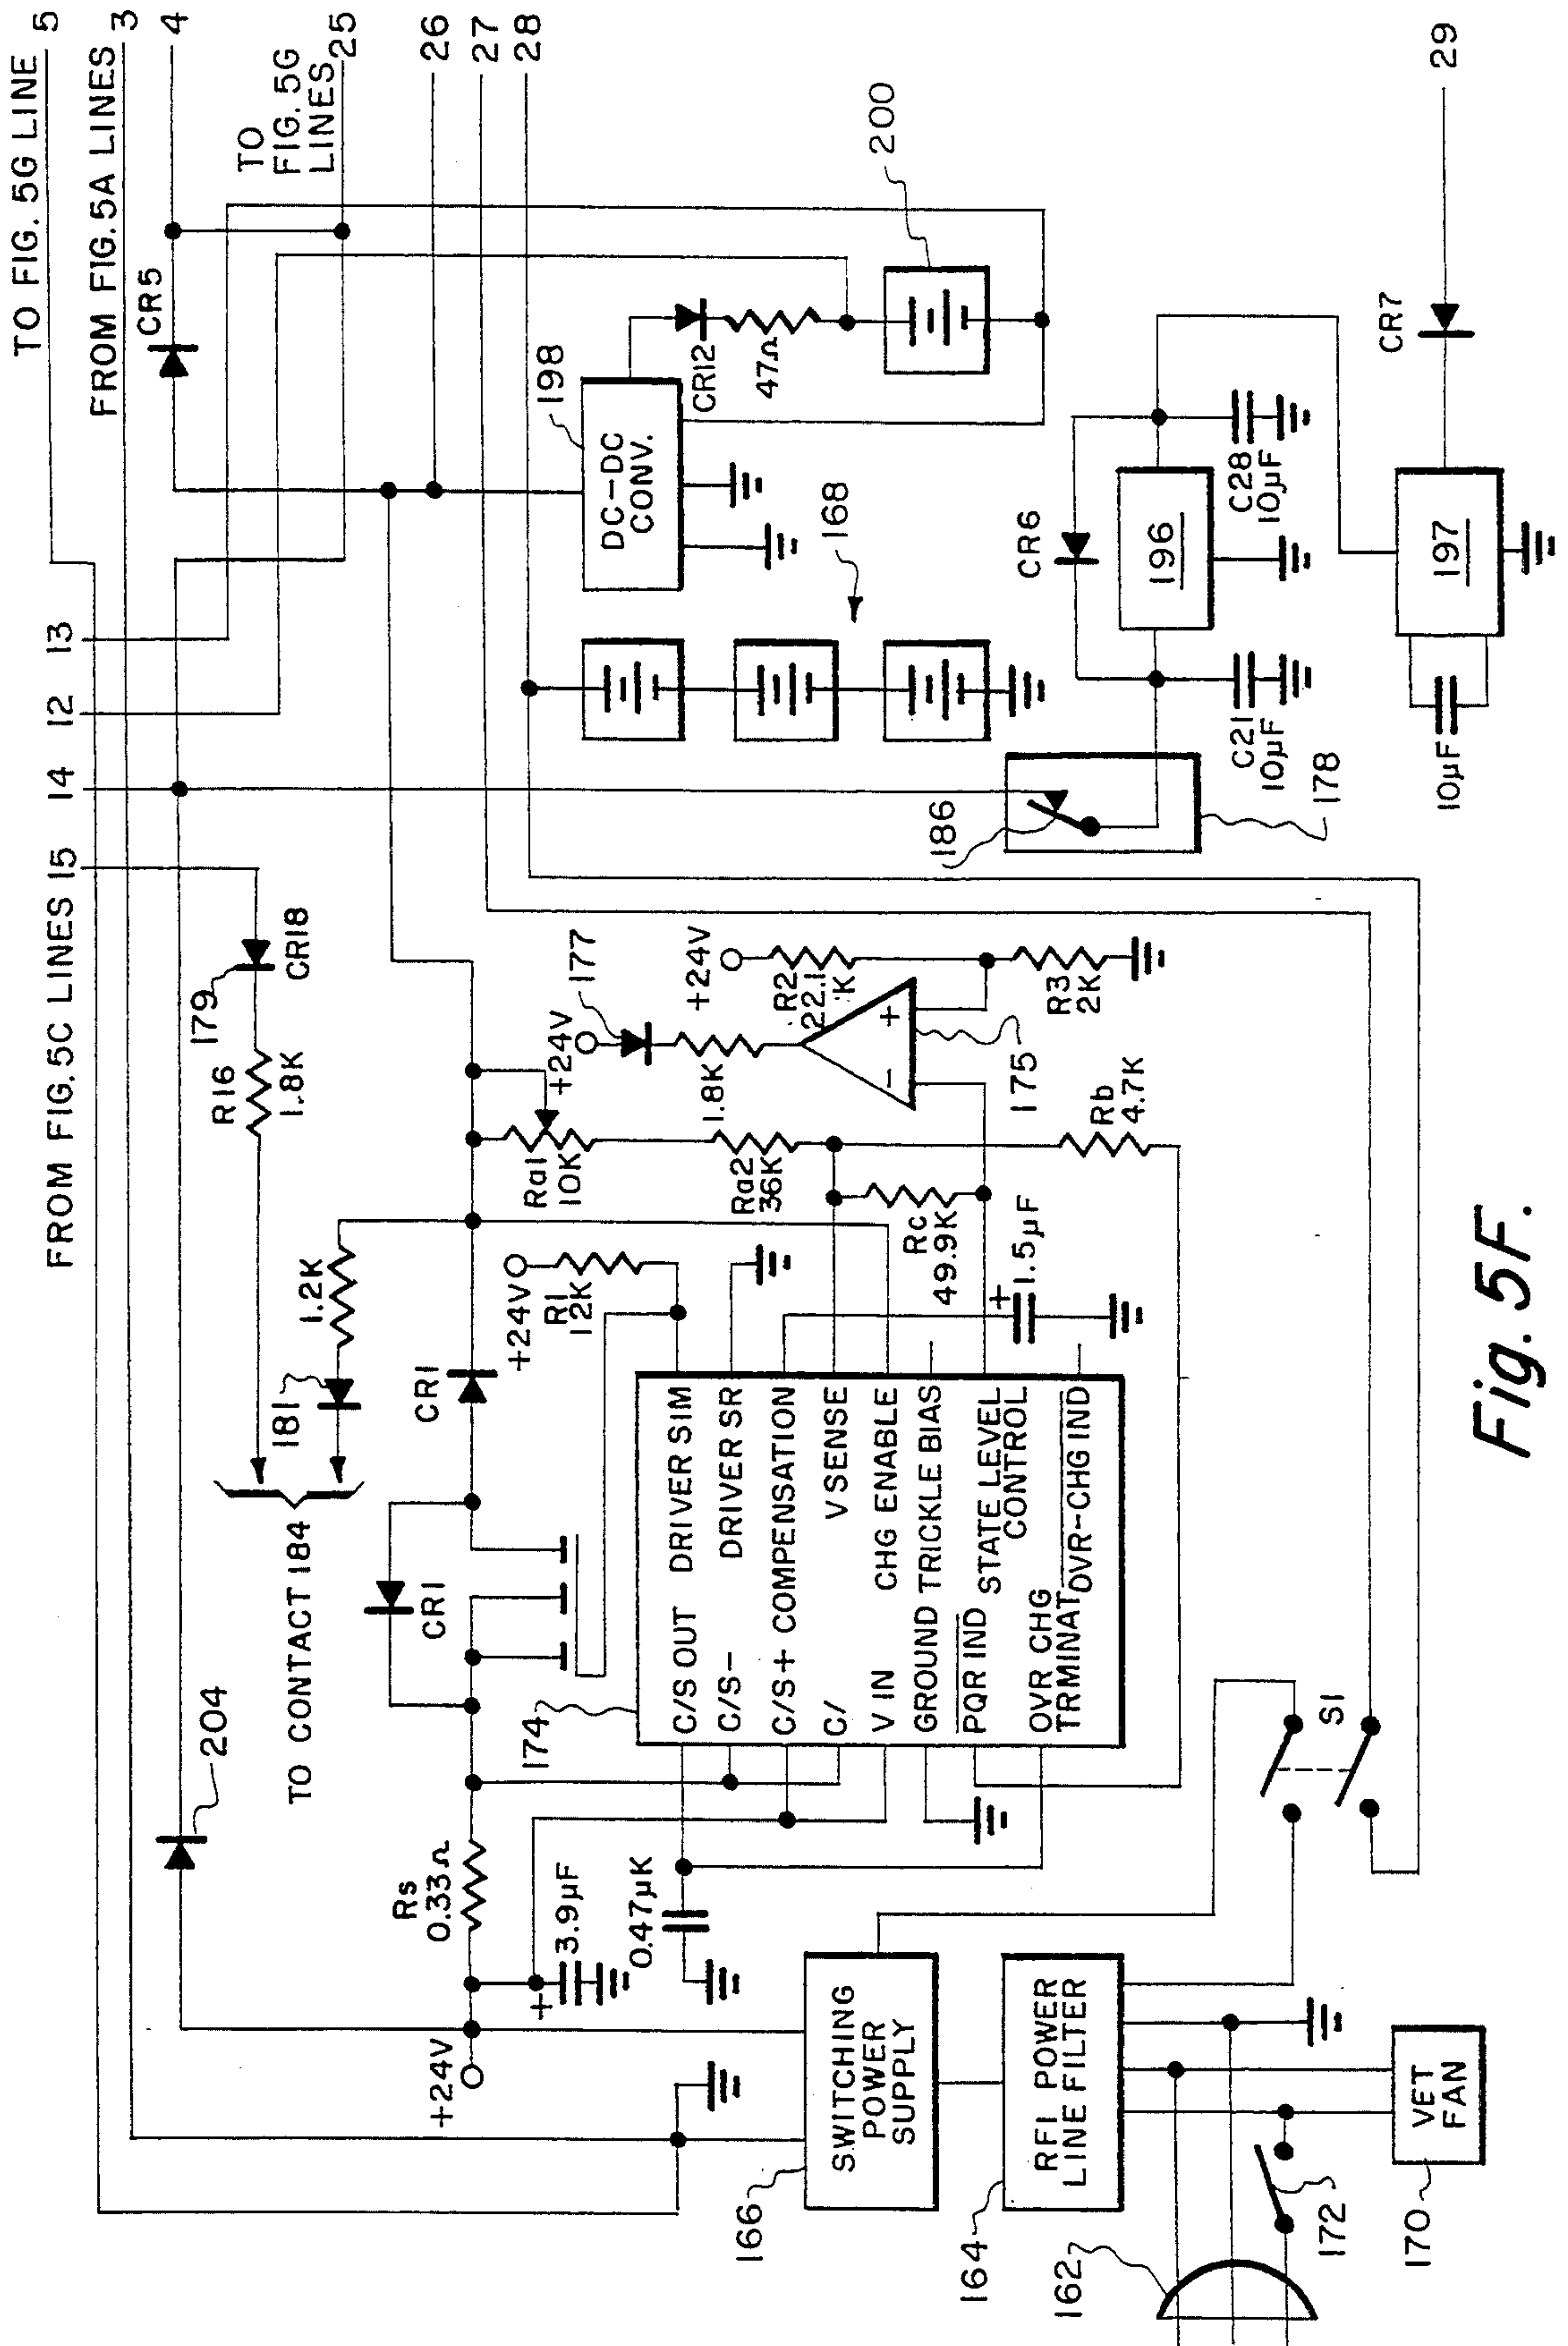 TO FIG. 5G LINE 5
FROM FIG. 5A LINES 3
4
TO
FIG. 5G
LINES 25
26
27
28
29
CR5
FROM FIG. 5C LINES 15
14
12
13
179
CR18
R16
1.8K
1.2K
181
TO CONTACT 184
204
CR1
CR1
+24V
Rs
0.33Ω
+
3.9µF
0.47µK
174
C/S OUT
C/S-
C/S+
C/
V IN
GROUND
PQR IND
OVR CHG
TRMINAT
DRIVER SIM
DRIVER SR
COMPENSATION
V SENSE
CHG ENABLE
TRICKLE BIAS
STATE LEVEL
CONTROL
OVR-CHG IND
+24V
R1
12K
Ra1
10K
Ra2
36K
Rc
49.9K
+
1.5µF
Rb
4.7K
+24V
177
1.8K
+24V
R2
22.1
K
R3
2K
- +
175
198
DC-DC
CONV.
CR12
47Ω
200
168
186
178
CR6
196
C21
10µF
C28
10µF
CR7
197
10µF
166
SWITCHING
POWER
SUPPLY
164
RFI POWER
LINE FILTER
162
172
170
VET
FAN
S1
Fig. 5F.